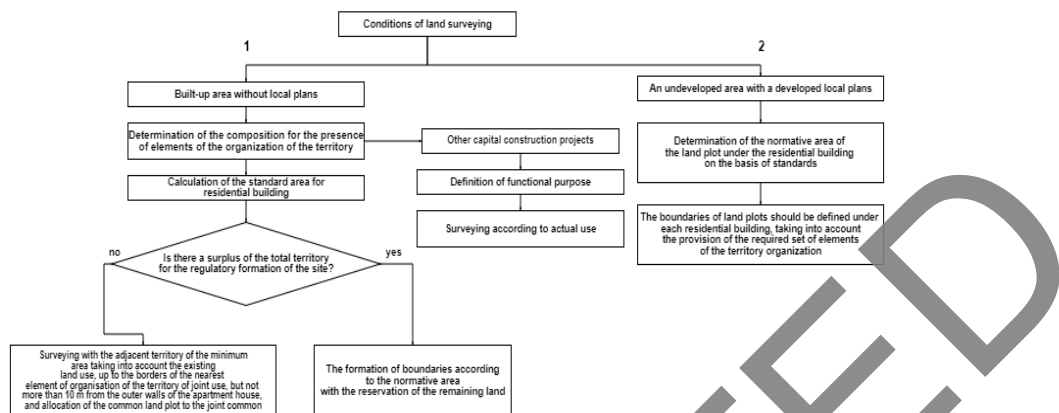 Conditions of land surveying
1
2
Built-up area without local plans
An undeveloped area with a developed local plans
Determination of the composition for the presence
of elements of the organization of the territory
Other capital construction projects
Determination of the normative area of
the land plot under the residential building
on the basis of standards
Calculation of the standard area for
residential building
Definition of functional purpose
Surveying according to actual use
The boundaries of land plots should be defined under
each residential building, taking into account
the provision of the required set of elements
of the territory organization
no
Is there a surplus of the total territory
for the regulatory formation of the site?
yes
Surveying with the adjacent territory of the minimum
area taking into account the existing
land use, up to the borders of the nearest
element of organisation of the territory of joint use, but not
more than 10 m from the outer walls of the apartment house,
and allocation of the common land plot to the joint common
The formation of boundaries according
to the normative area
with the reservation of the remaining land